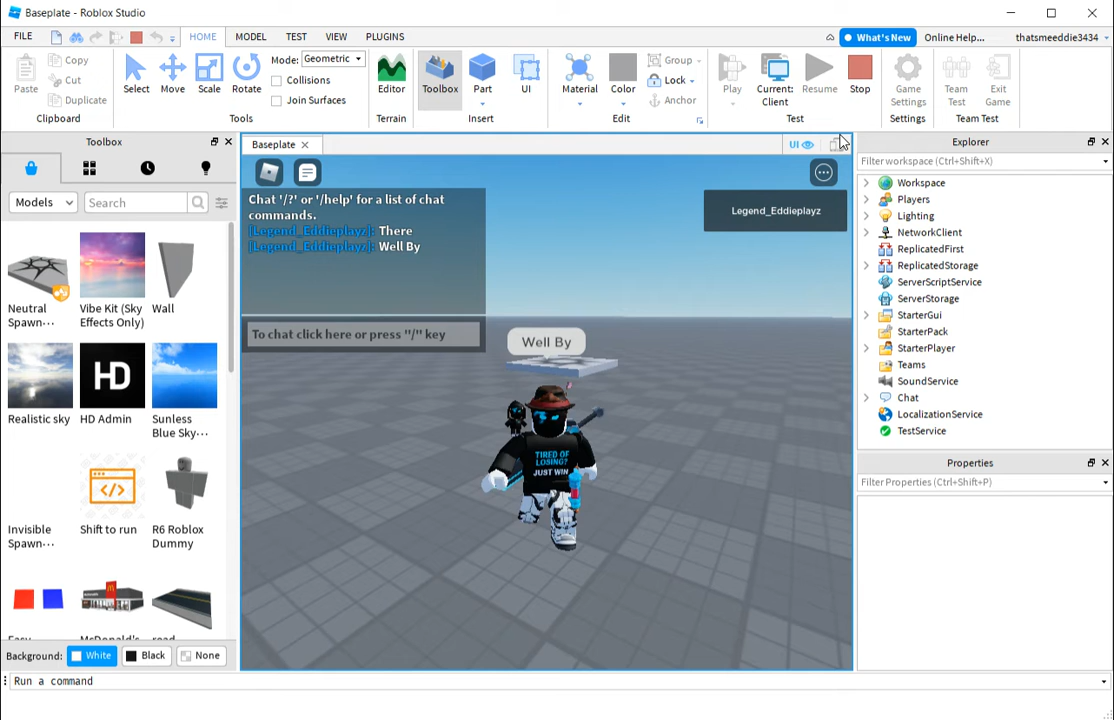 Baseplate - Roblox Studio
FILE
HOME
MODEL
TEST
VIEW
PLUGINS
What's New
Online Help...
thatsmeeddie3434
Paste
Copy
Cut
Duplicate
Clipboard
Select
Move
Scale
Rotate
Mode: Geometric
Collisions
Join Surfaces
Tools
Editor
Terrain
Toolbox
Part
UI
Insert
Material
Color
Group
Lock
Anchor
Edit
Play
Current:
Client
Resume
Stop
Test
Game
Settings
Settings
Team
Test
Exit
Game
Team Test
Toolbox
Models
Search
Neutral
Spawn...
Vibe Kit (Sky
Effects Only)
Wall
Realistic sky
HD
HD Admin
Sunless
Blue Sky...
Invisible
Spawn...
Shift to run
R6 Roblox
Dummy
Easy
McDonald's
road
Background: White Black None
Run a command
Baseplate
UI
Chat '/?' or '/help' for a list of chat
commands.
[Legend_Eddieplayz]: There
[Legend_Eddieplayz]: Well By
To chat click here or press "/" key
Legend_Eddieplayz
Well By
TIRED OF
LOSING?
JUST WIN
Explorer
Filter workspace (Ctrl+Shift+X)
Workspace
Players
Lighting
NetworkClient
ReplicatedFirst
ReplicatedStorage
ServerScriptService
ServerStorage
StarterGui
StarterPack
StarterPlayer
Teams
SoundService
Chat
LocalizationService
TestService
Properties
Filter Properties (Ctrl+Shift+P)